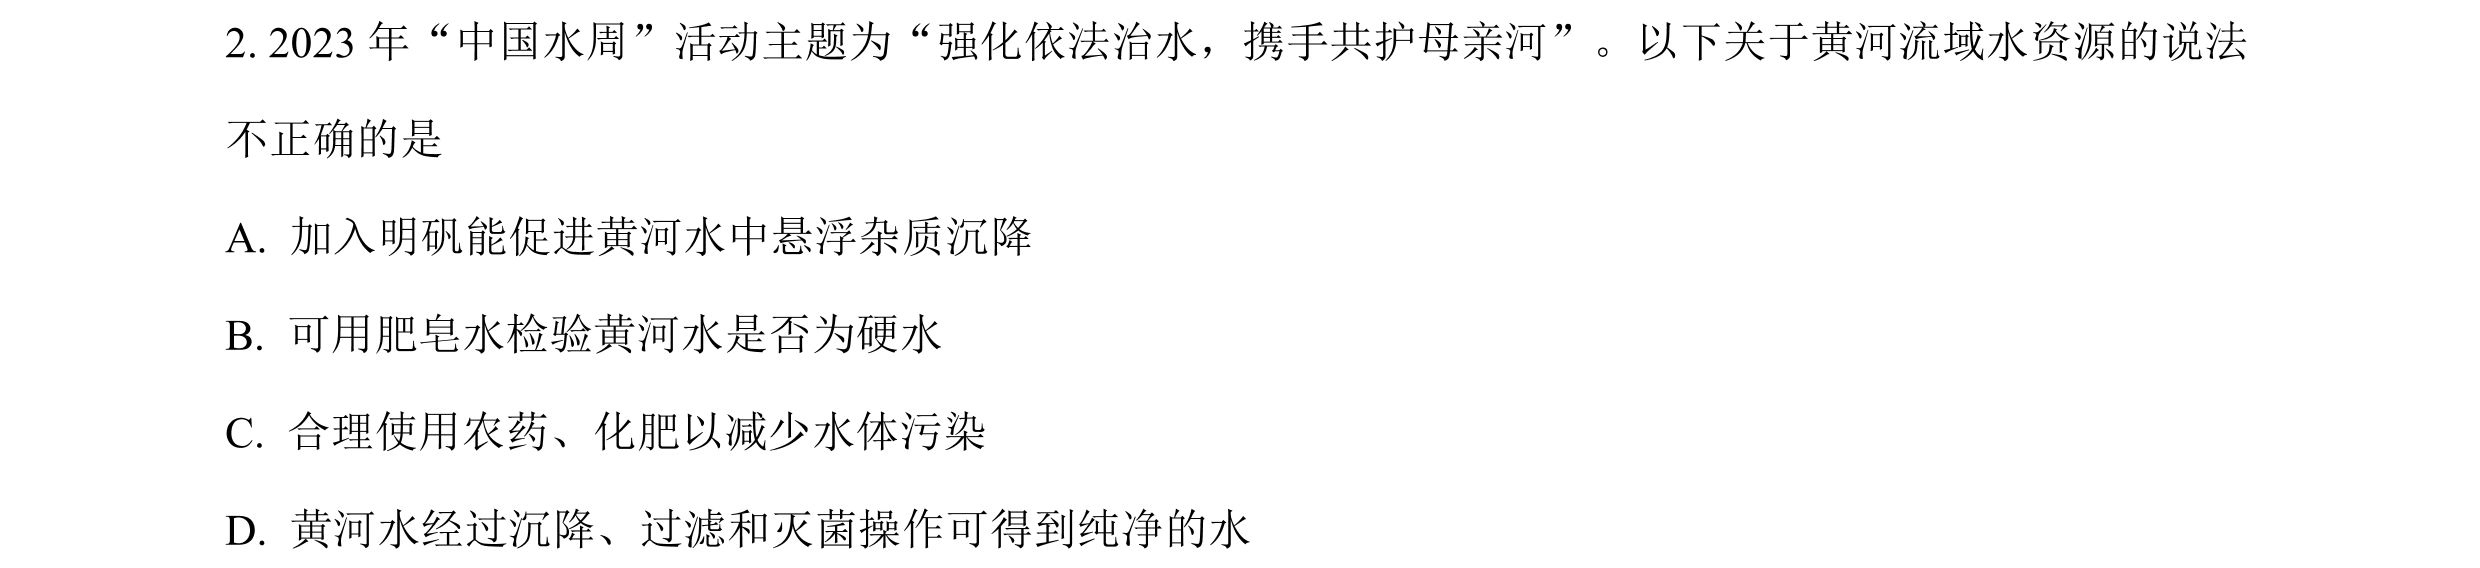 2. 2023 年“中国水周”活动主题为“强化依法治水，携手共护母亲河”。以下关于黄河流域水资源的说法
不正确的是
A. 加入明矾能促进黄河水中悬浮杂质沉降
B. 可用肥皂水检验黄河水是否为硬水
C. 合理使用农药、化肥以减少水体污染
D. 黄河水经过沉降、过滤和灭菌操作可得到纯净的水